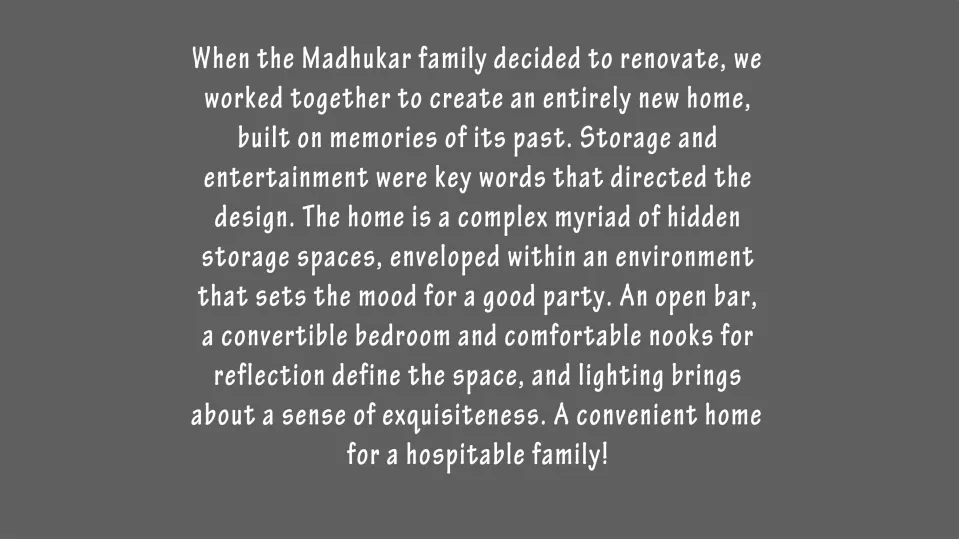 When the Madhukar family decided to renovate, we
worked together to create an entirely new home,
built on memories of its past. Storage and
entertainment were key words that directed the
design. The home is a complex myriad of hidden
storage spaces, enveloped within an environment
that sets the mood for a good party. An open bar,
a convertible bedroom and comfortable nooks for
reflection define the space, and lighting brings
about a sense of exquisiteness. A convenient home
for a hospitable family!